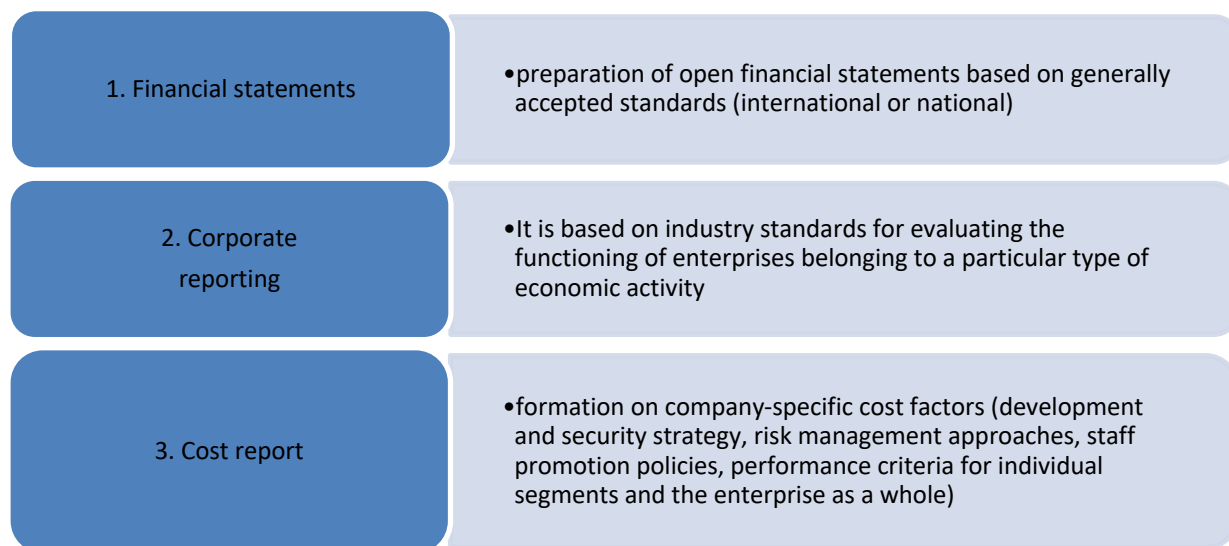 1. Financial statements
•preparation of open financial statements based on generally
accepted standards (international or national)
2. Corporate
reporting
•It is based on industry standards for evaluating the
functioning of enterprises belonging to a particular type of
economic activity
3. Cost report
•formation on company-specific cost factors (development
and security strategy, risk management approaches, staff
promotion policies, performance criteria for individual
segments and the enterprise as a whole)